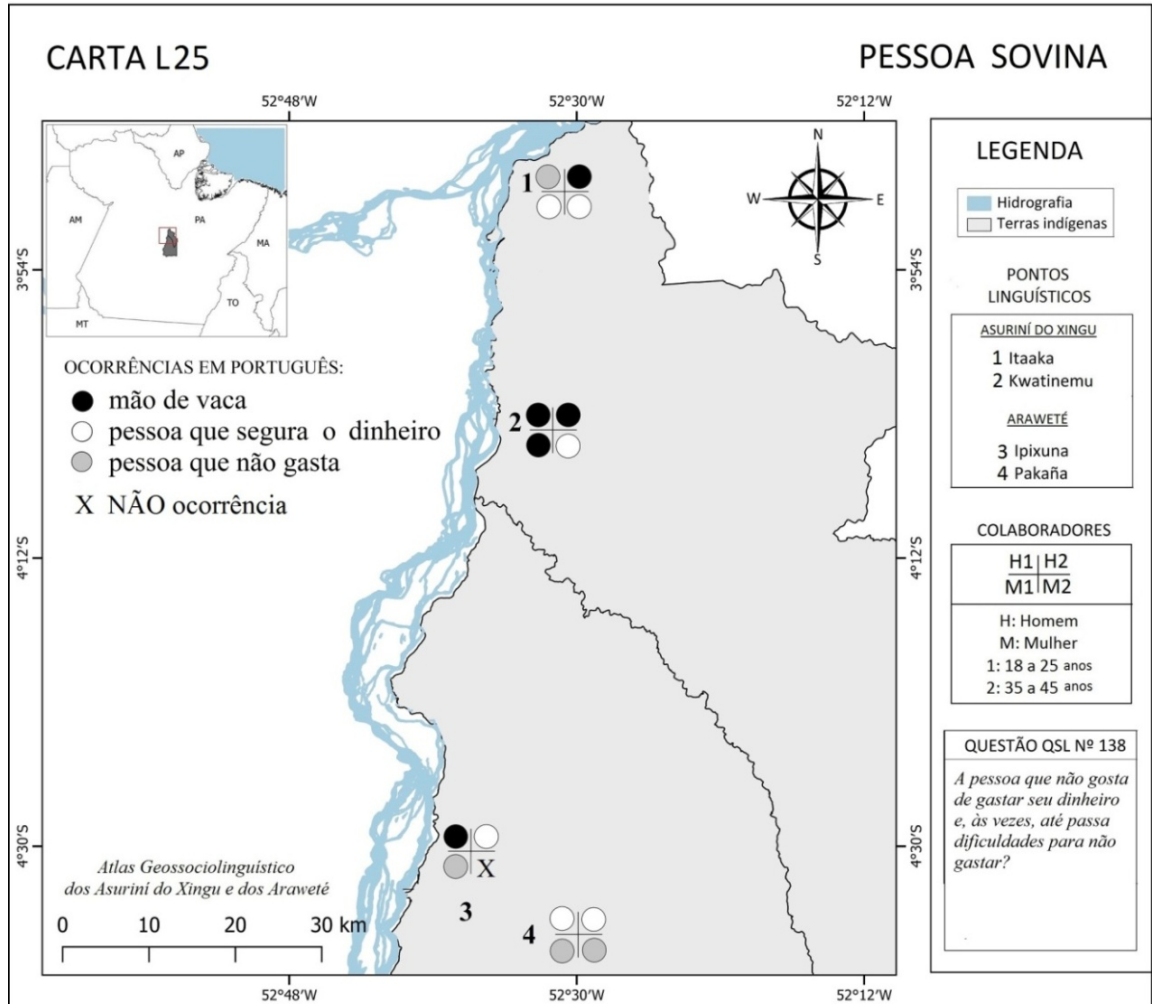 CARTA L25
PESSOA SOVINA
52°48'W
52°30'W
52°12'W
3°54'S
4°12'S
4°30'S
AP
AM
PA
MA
TO
MT
OCORRÊNCIAS EM PORTUGUÊS:
mão de vaca
pessoa que segura o dinheiro
pessoa que não gasta
X NÃO ocorrência
1
2
3
X
4
N
W
E
S
Atlas Geossociolinguístico
dos Asuriní do Xingu e dos Araweté
0 10 20 30 km
52°48'W
52°30'W
52°12'W
3°54'S
4°12'S
4°30'S
LEGENDA
Hidrografia
Terras indígenas
PONTOS
LINGUÍSTICOS
ASURINÍ DO XINGU
1 Itaaka
2 Kwatinemu
ARAWETÉ
3 Ipixuna
4 Pakaña
COLABORADORES
H1 H2
M1 M2
H: Homem
M: Mulher
1: 18 a 25 anos
2: 35 a 45 anos
QUESTÃO QSL Nº 138
A pessoa que não gosta
de gastar seu dinheiro
e, às vezes, até passa
dificuldades para não
gastar?